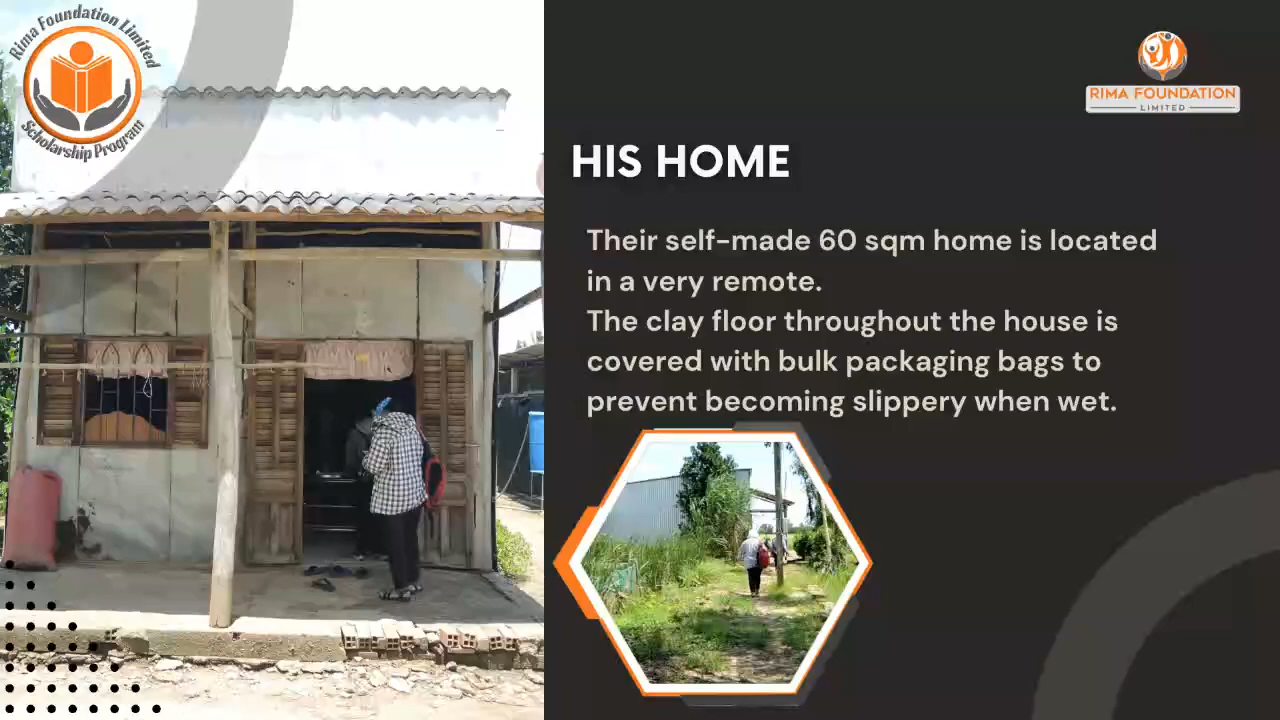 Rima Foundation Limited
Scholarship Program
RIMA FOUNDATION
LIMITED
HIS HOME
Their self-made 60 sqm home is located
in a very remote.
The clay floor throughout the house is
covered with bulk packaging bags to
prevent becoming slippery when wet.